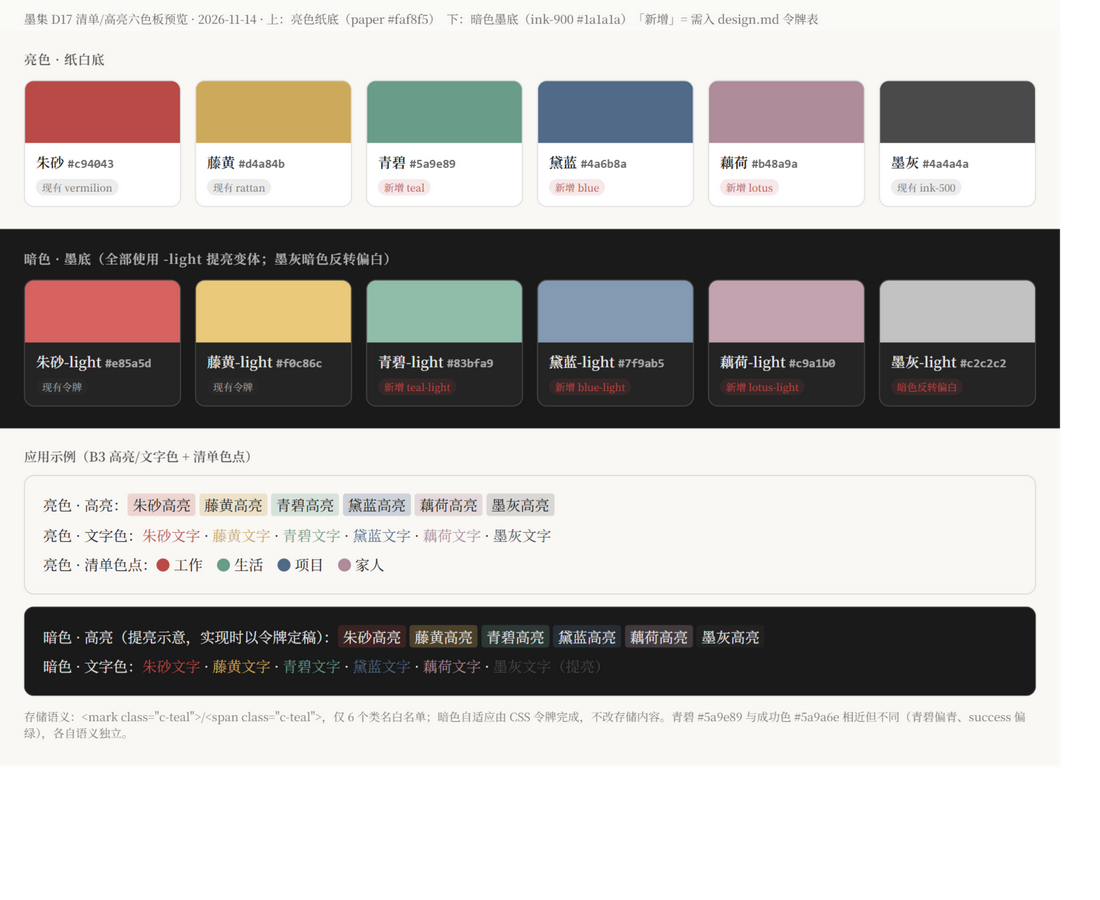 墨集 D17 清单/高亮六色板预览 · 2026-11-14 · 上：亮色纸底（paper #faf8f5） 下：暗色墨底（ink-900 #1a1a1a）「新增」= 需入 design.md 令牌表
亮色 · 纸白底
朱砂 #c94043
现有 vermilion
藤黄 #d4a84b
现有 rattan
青碧 #5a9e89
新增 teal
黛蓝 #4a6b8a
新增 blue
藕荷 #b48a9a
新增 lotus
墨灰 #4a4a4a
现有 ink-500
暗色 · 墨底（全部使用 -light 提亮变体；墨灰暗色反转偏白）
朱砂-light #e85a5d
现有令牌
藤黄-light #f0c86c
现有令牌
青碧-light #83bfa9
新增 teal-light
黛蓝-light #7f9ab5
新增 blue-light
藕荷-light #c9a1b0
新增 lotus-light
墨灰-light #c2c2c2
暗色反转偏白
应用示例（B3 高亮/文字色 + 清单色点）
亮色 · 高亮： 朱砂高亮 藤黄高亮 青碧高亮 黛蓝高亮 藕荷高亮 墨灰高亮
亮色 · 文字色：朱砂文字 · 藤黄文字 · 青碧文字 · 黛蓝文字 · 藕荷文字 · 墨灰文字
亮色 · 清单色点： 工作 生活 项目 家人
暗色 · 高亮（提亮示意，实现时以令牌定稿）： 朱砂高亮 藤黄高亮 青碧高亮 黛蓝高亮 藕荷高亮 墨灰高亮
暗色 · 文字色：朱砂文字 · 藤黄文字 · 青碧文字 · 黛蓝文字 · 藕荷文字 · 墨灰文字（提亮）
存储语义：<mark class="c-teal">/<span class="c-teal">，仅 6 个类名白名单；暗色自适应由 CSS 令牌完成，不改存储内容。青碧 #5a9e89 与成功色 #5a9a6e 相近但不同（青碧偏青、success 偏
绿），各自语义独立。